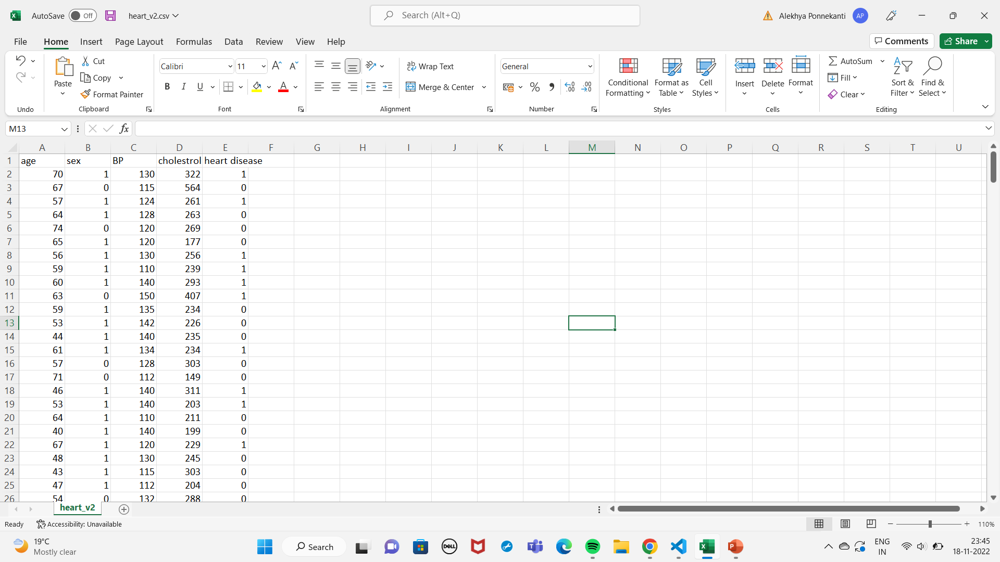 AutoSave Off heart_v2.csv Search (Alt+Q) Alekhya Ponnekanti AP
File Home Insert Page Layout Formulas Data Review View Help Comments Share
Paste Cut Copy Format Painter
Calibri 11 B I U A
Wrap Text Merge & Center
General
Conditional Formatting Format as Table Cell Styles
Insert Delete Format
AutoSum Fill Clear Sort & Filter Find & Select
Undo Clipboard Font Alignment Number Styles Cells Editing
M13 fx
A B C D E F G H I J K L M N O P Q R S T U
1 age sex BP cholestrol heart disease
2 70 1 130 322 1
3 67 0 115 564 0
4 57 1 124 261 1
5 64 1 128 263 0
6 74 0 120 269 0
7 65 1 120 177 0
8 56 1 130 256 1
9 59 1 110 239 1
10 60 1 140 293 1
11 63 0 150 407 1
12 59 1 135 234 0
13 53 1 142 226 0
14 44 1 140 235 0
15 61 1 134 234 1
16 57 0 128 303 0
17 71 0 112 149 0
18 46 1 140 311 1
19 53 1 140 203 1
20 64 1 110 211 0
21 40 1 140 199 0
22 67 1 120 229 1
23 48 1 130 245 0
24 43 1 115 303 0
25 47 1 112 204 0
26 54 0 132 288 0
heart_v2
Ready Accessibility: Unavailable 110%
19°C ENG 23:45
Mostly clear Search DELL IN 18-11-2022